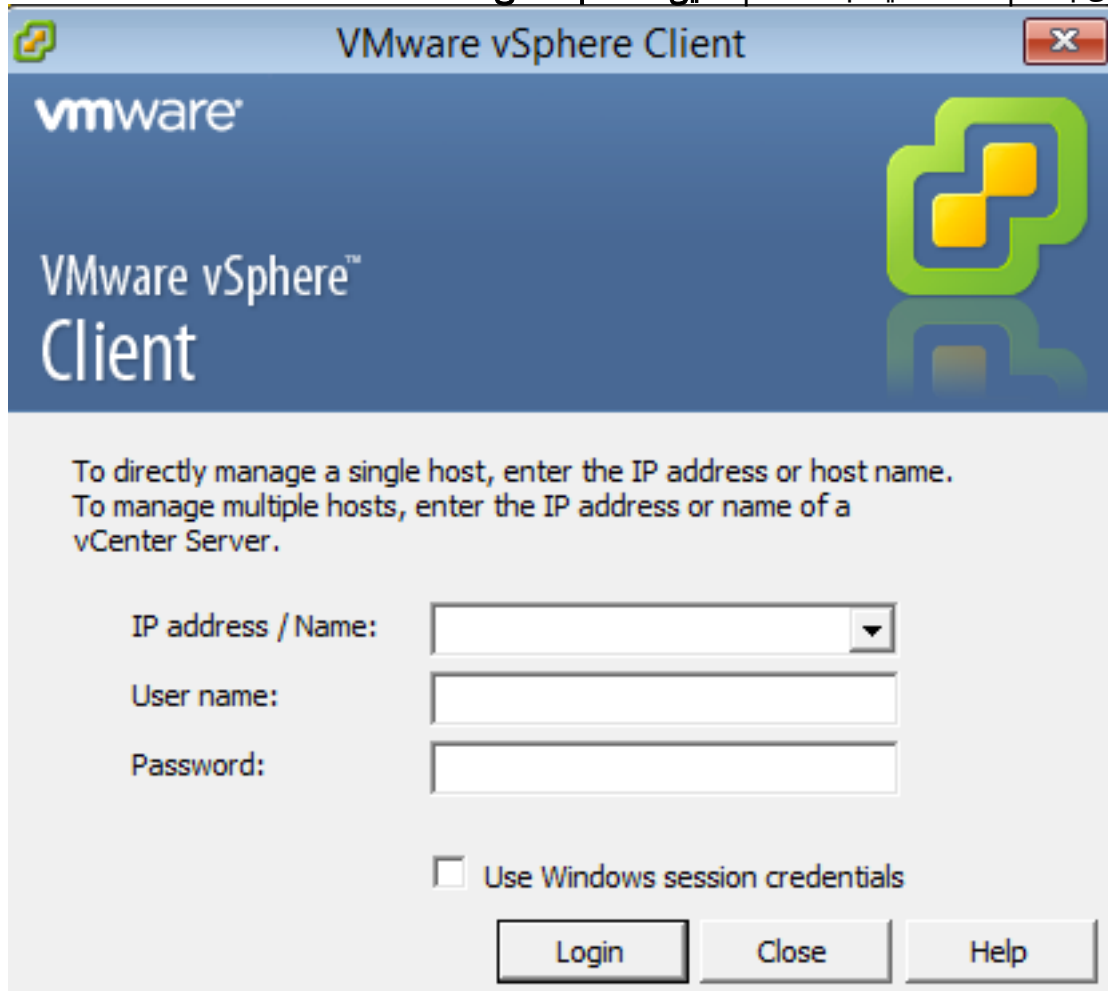 VMware vSphere Client
vmware
VMware vSphere™
Client
To directly manage a single host, enter the IP address or host name.
To manage multiple hosts, enter the IP address or name of a
vCenter Server.
IP address / Name:
User name:
Password:
Use Windows session credentials
Login Close Help